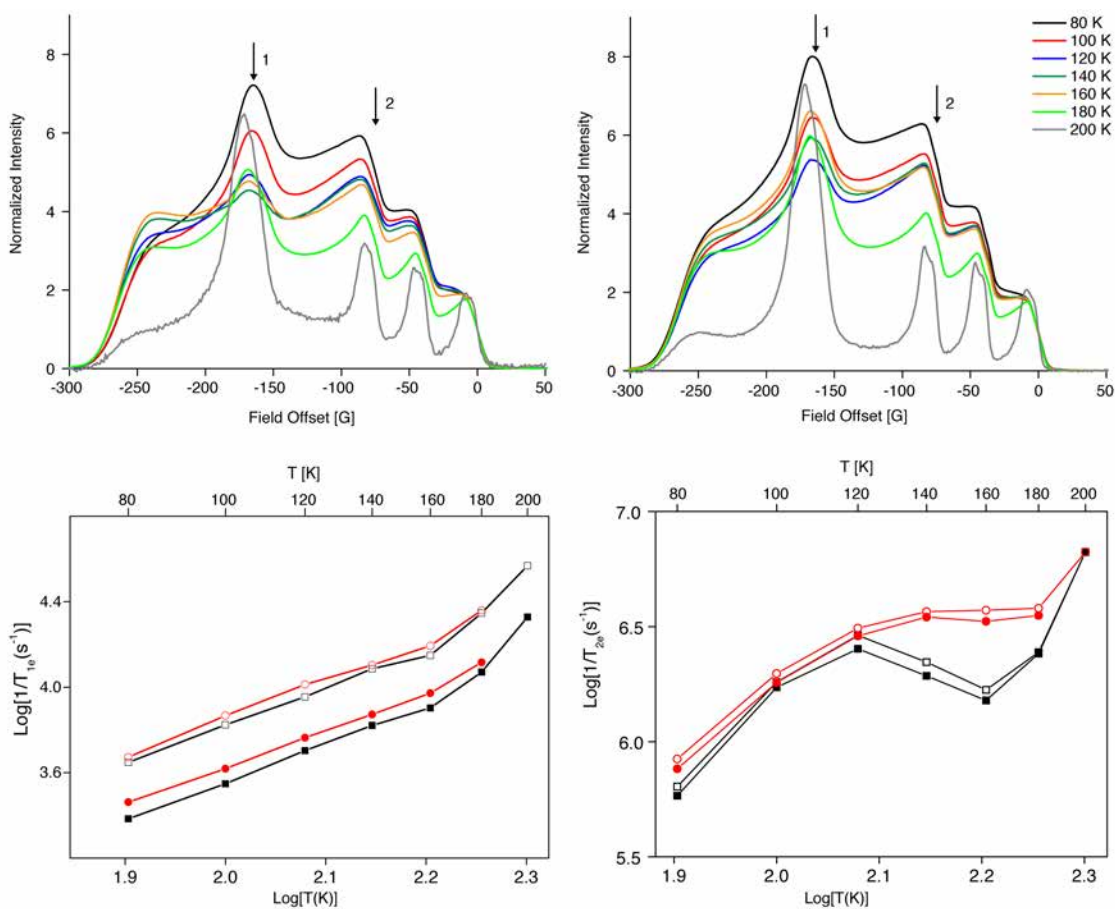 8
6
4
2
0
Normalized Intensity
1
2
-300 -250 -200 -150 -100 -50 0 50
Field Offset [G]
8
6
4
2
0
Normalized Intensity
1
2
-300 -250 -200 -150 -100 -50 0 50
Field Offset [G]
80 K
100 K
120 K
140 K
160 K
180 K
200 K
T [K]
80 100 120 140 160 180 200
4.4
4.0
3.6
Log[1/T1e(s-1)]
1.9 2.0 2.1 2.2 2.3
Log[T(K)]
T [K]
80 100 120 140 160 180 200
7.0
6.5
6.0
5.5
Log[1/T2e(s-1)]
1.9 2.0 2.1 2.2 2.3
Log[T(K)]